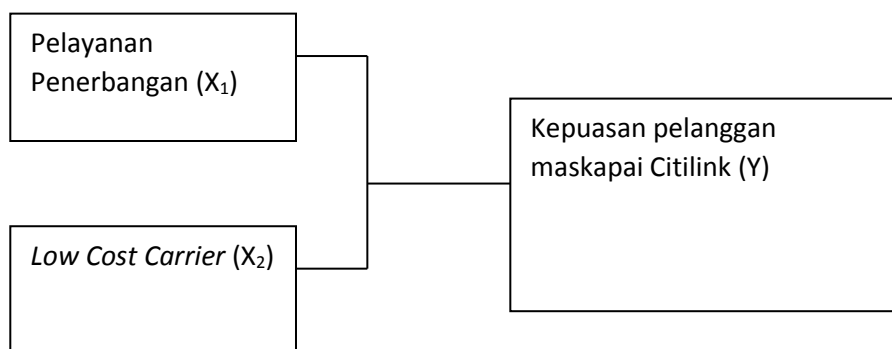 Pelayanan
Penerbangan (X₁)
Kepuasan pelanggan
maskapai Citilink (Y)
Low Cost Carrier (X₂)